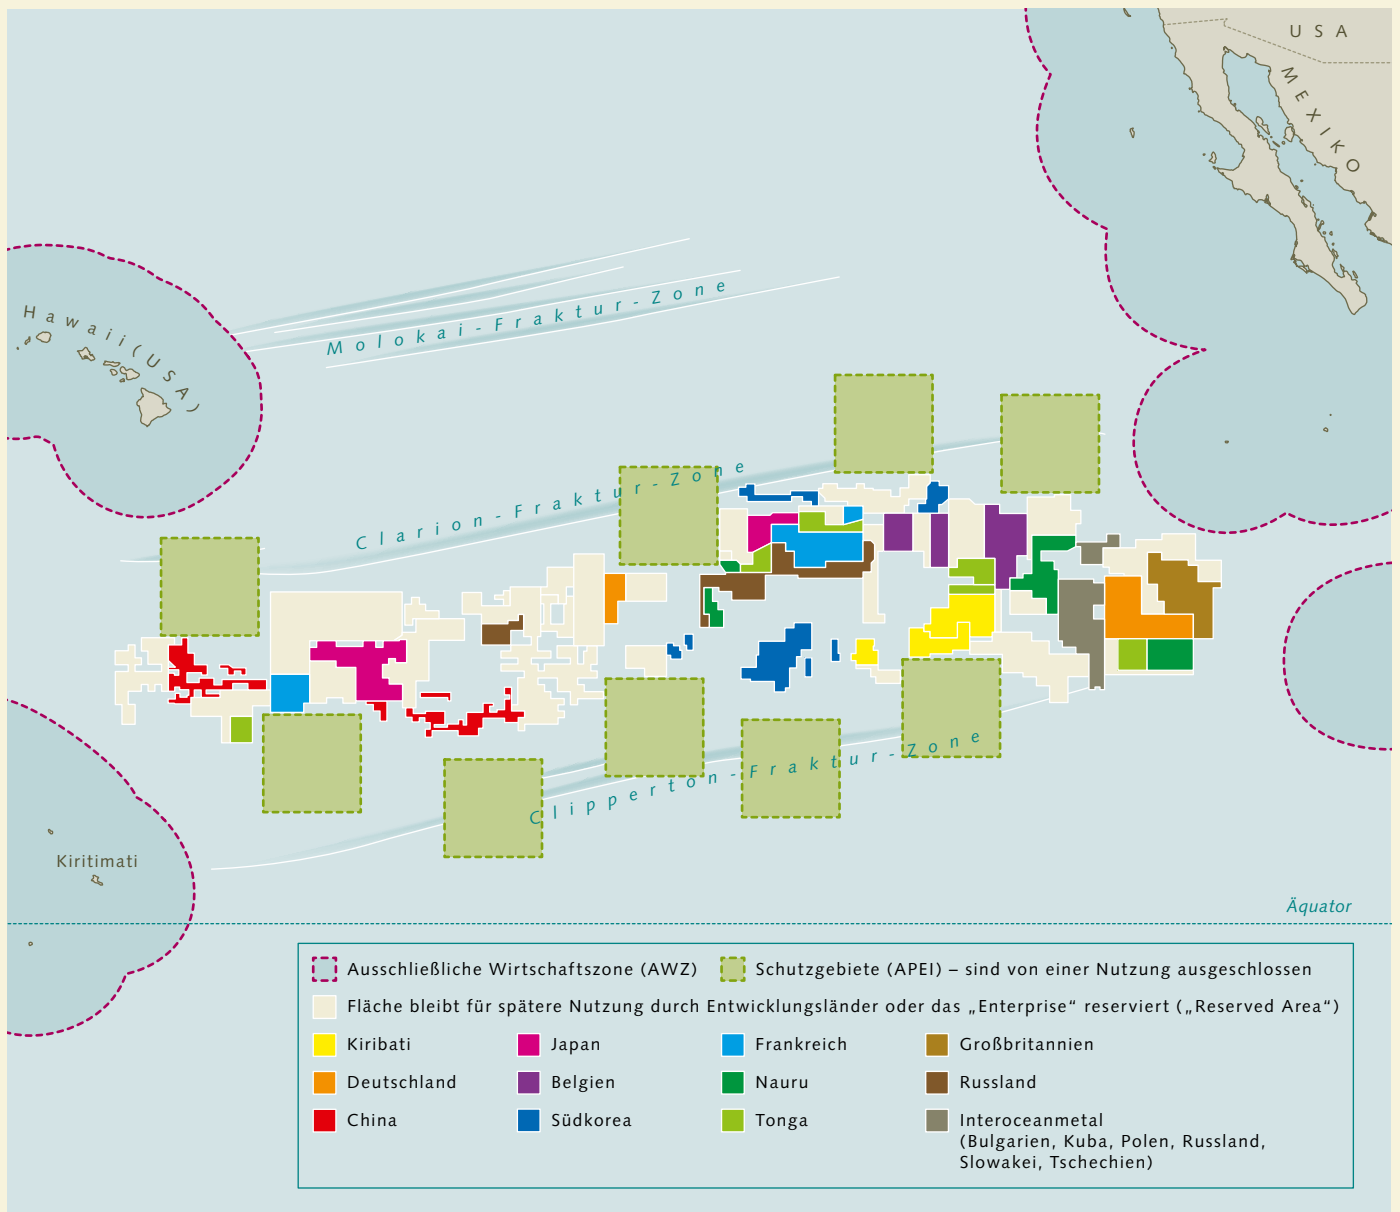 USA
MEXIKO
Hawaii (USA)
Molokai-Fraktur-Zone
Clarion-Fraktur-Zone
Clipperton-Fraktur-Zone
Kiritimati
Äquator
Ausschließliche Wirtschaftszone (AWZ)
Schutzgebiete (APEI) – sind von einer Nutzung ausgeschlossen
Fläche bleibt für spätere Nutzung durch Entwicklungsländer oder das „Enterprise“ reserviert („Reserved Area“)
Kiribati
Japan
Frankreich
Großbritannien
Deutschland
Belgien
Nauru
Russland
China
Südkorea
Tonga
Interoceanmetal
(Bulgarien, Kuba, Polen, Russland,
Slowakei, Tschechien)